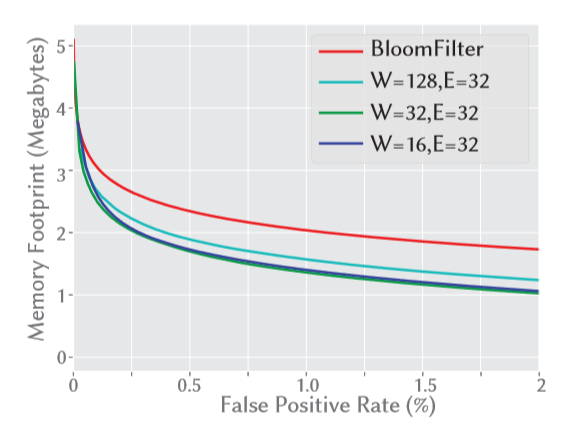 BloomFilter
W=128,E=32
W=32,E=32
W=16,E=32
Memory Footprint (Megabytes)
5
4
3
2
1
0
0 0.5 1.0 1.5 2
False Positive Rate (%)